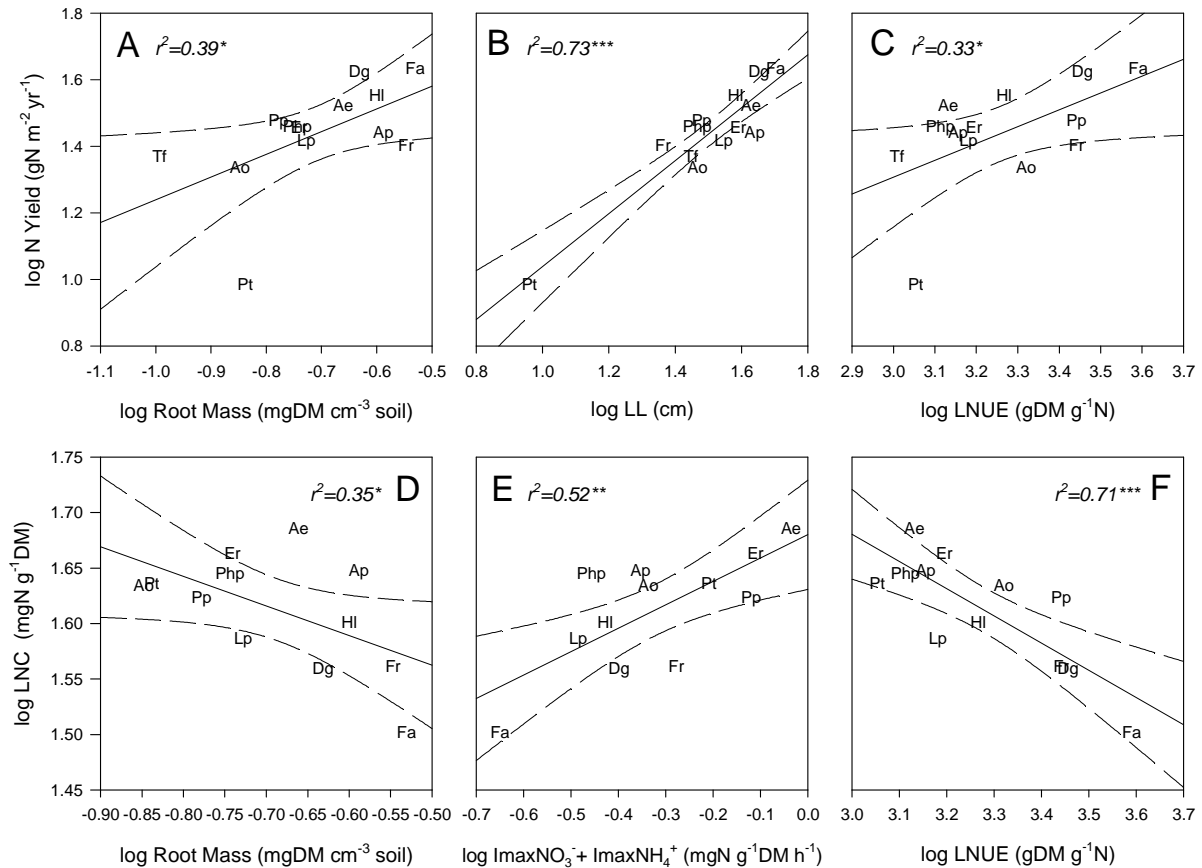 A r²=0.39*
B r²=0.73***
C r²=0.33*
log N Yield (gN m⁻² yr⁻¹)
1.8
1.6
1.4
1.2
1.0
0.8
Tf Ao Pt Pp Lp Ae Dg Hl Ap Fr Fa
-1.1 -1.0 -0.9 -0.8 -0.7 -0.6 -0.5
log Root Mass (mgDM cm⁻³ soil)
Pt Fr Tf Ao Pp Php Lp Hl Er Ae Dg Ap Fa
0.8 1.0 1.2 1.4 1.6 1.8
log LL (cm)
Tf Pt Php Ae Ap Lp Er Hl Ao Pp Fr Dg Fa
2.9 3.0 3.1 3.2 3.3 3.4 3.5 3.6 3.7
log LNUE (gDM g⁻¹N)
r²=0.35* D
E r²=0.52**
r²=0.71*** F
log LNC (mgN g⁻¹DM)
1.75
1.70
1.65
1.60
1.55
1.50
1.45
Ao Pt Pp Php Er Lp Ae Dg Hl Ap Fr Fa
-0.90 -0.85 -0.80 -0.75 -0.70 -0.65 -0.60 -0.55 -0.50
log Root Mass (mgDM cm⁻³ soil)
Fa Lp Php Hl Dg Ap Ao Fr Pt Pp Er Ae
-0.7 -0.6 -0.5 -0.4 -0.3 -0.2 -0.1 0.0
log ImaxNO₃⁻+ ImaxNH₄⁺ (mgN g⁻¹DM h⁻¹)
Pt Php Ae Ap Lp Er Hl Ao Pp Fr Dg Fa
3.0 3.1 3.2 3.3 3.4 3.5 3.6 3.7
log LNUE (gDM g⁻¹N)